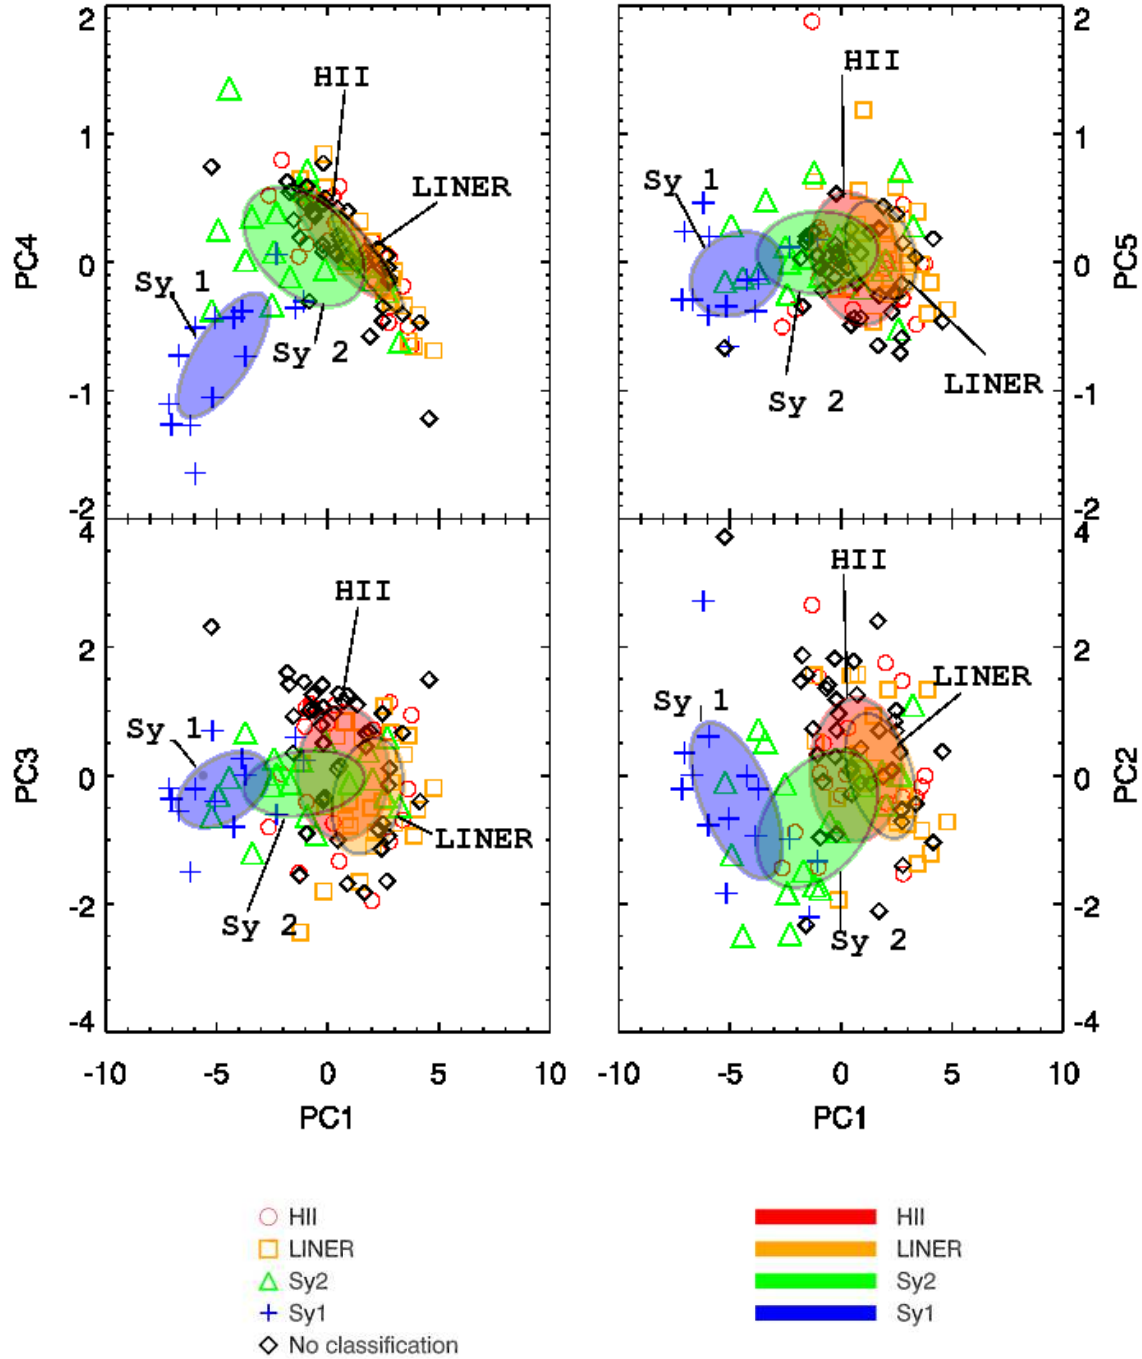 2
1
0
-1
-2
PC4
HII
LINER
Sy 1
Sy 2
2
1
0
-1
-2
PC5
HII
Sy 1
LINER
Sy 2
4
2
0
-2
-4
PC3
HII
Sy 1
LINER
Sy 2
-10
-5
0
5
10
PC1
4
2
0
-2
-4
PC2
HII
Sy 1
LINER
Sy 2
-10
-5
0
5
10
PC1
HII
LINER
Sy2
Sy1
No classification
HII
LINER
Sy2
Sy1